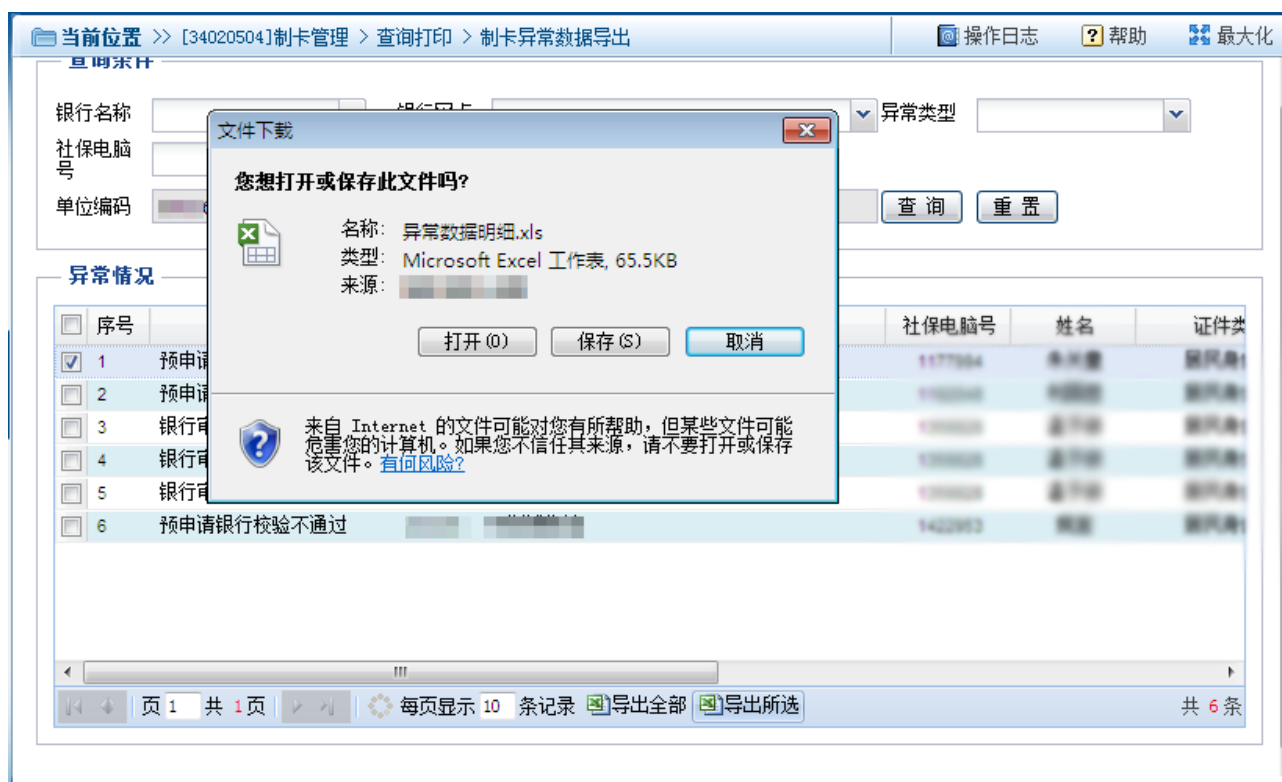 当前位置 >> [34020504]制卡管理 > 查询打印 > 制卡异常数据导出 操作日志 帮助 最大化
查询条件
银行名称 银行网点 异常类型
社保电脑号
单位编码 查 询 重 置
文件下载
您想打开或保存此文件吗?
名称: 异常数据明细.xls
类型: Microsoft Excel 工作表, 65.5KB
来源:
打开(O) 保存(S) 取消
来自 Internet 的文件可能对您有所帮助，但某些文件可能
危害您的计算机。如果您不信任其来源，请不要打开或保存
该文件。有何风险?
异常情况
序号 社保电脑号 姓名 证件类
1 预申请
2 预申请
3 银行审
4 银行审
5 银行审
6 预申请银行校验不通过
页 1 共 1页 每页显示 10 条记录 导出全部 导出所选 共 6 条